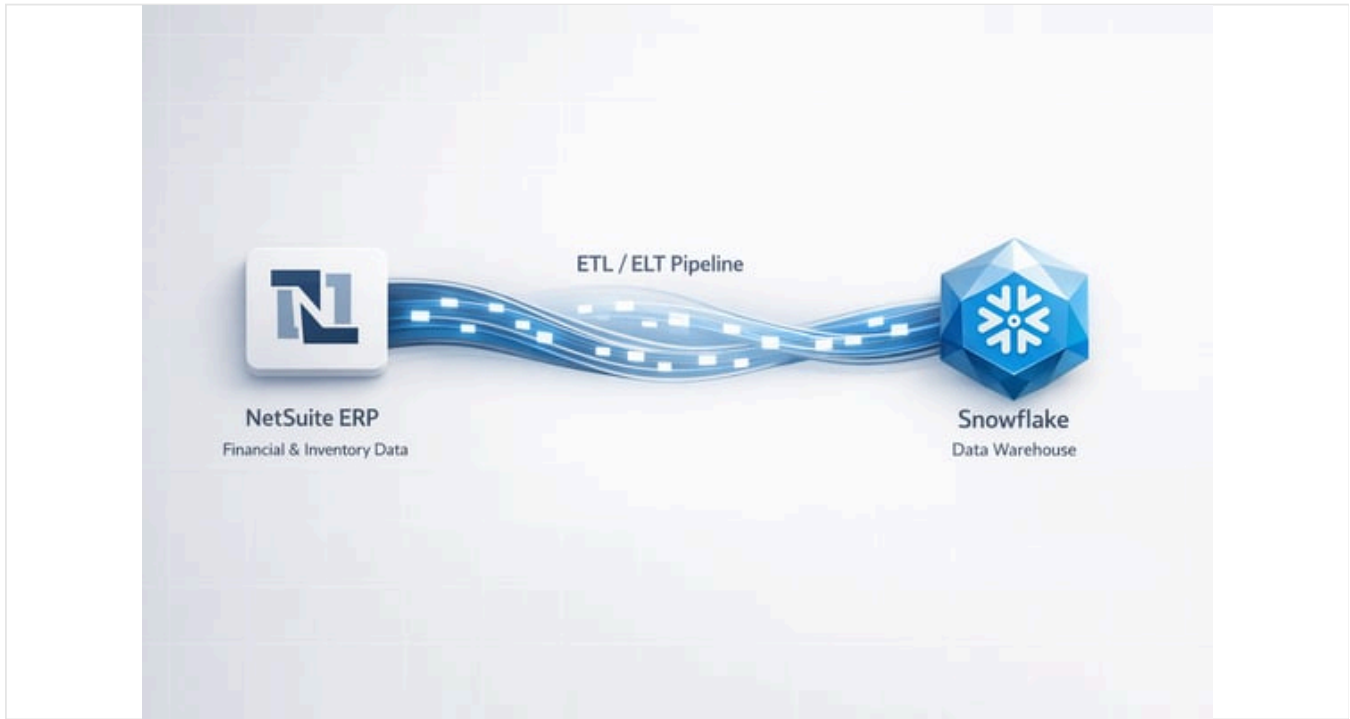 ETL / ELT Pipeline
NetSuite ERP
Financial & Inventory Data
Snowflake
Data Warehouse